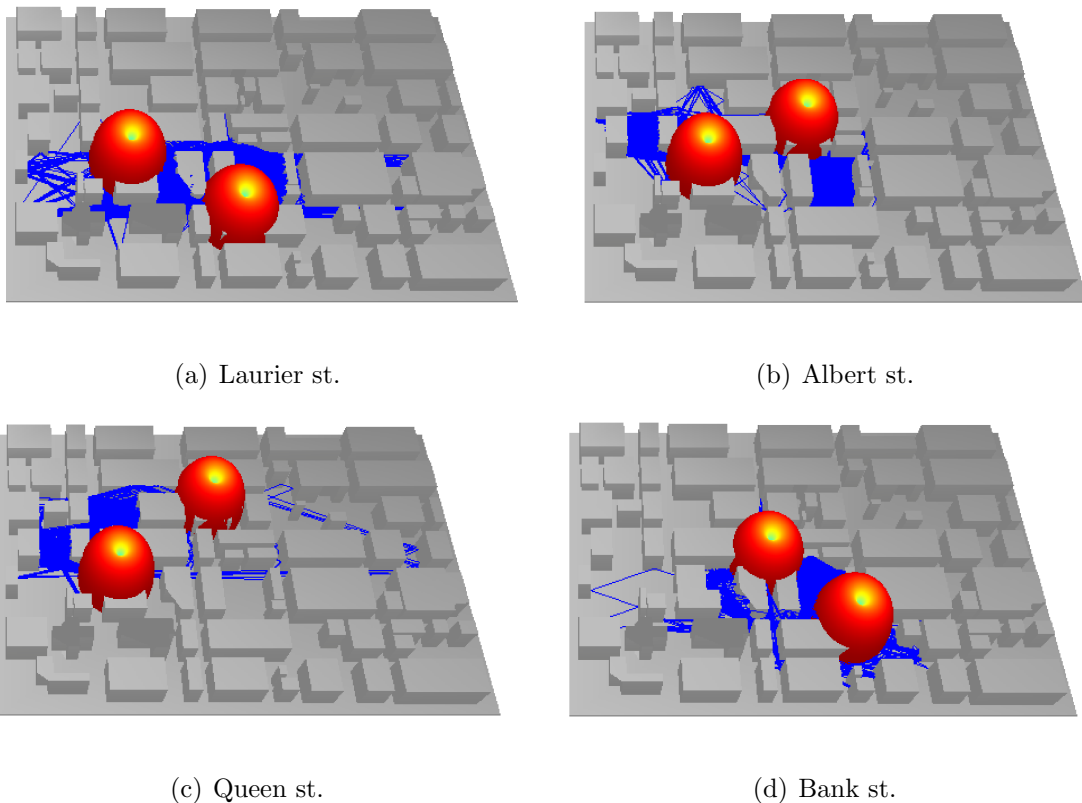 (a) Laurier st.
(b) Albert st.
(c) Queen st.
(d) Bank st.